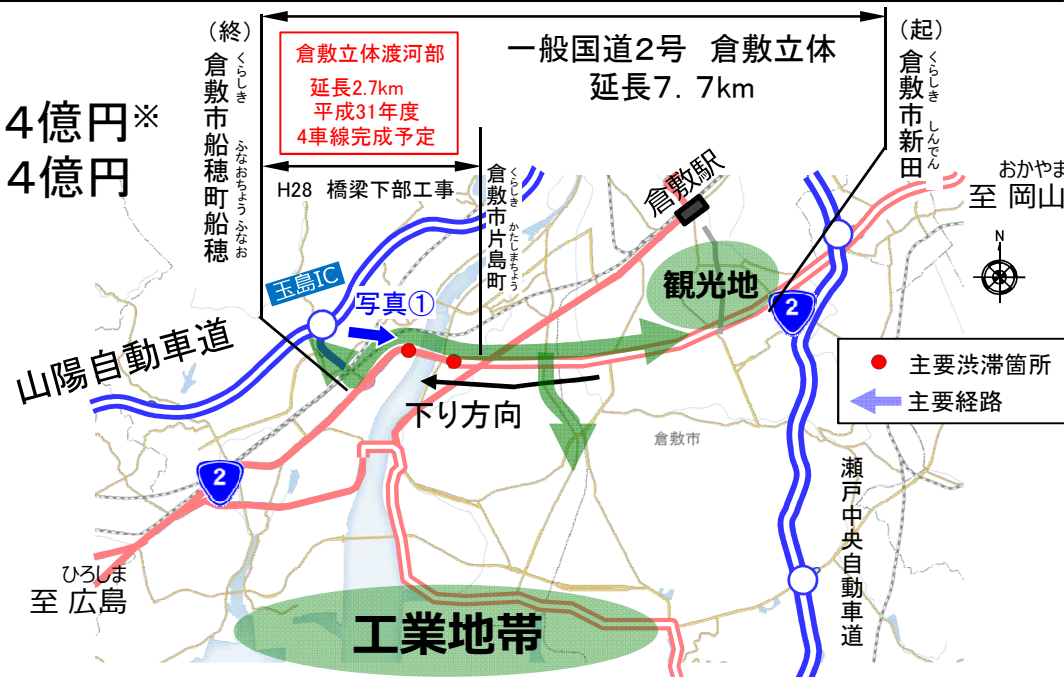 4億円※
4億円
(終)
倉敷市船穂町船穂
くらしき
ふなおちょうふなお
倉敷立体渡河部
延長2.7km
平成31年度
4車線完成予定
H28 橋梁下部工事
倉敷市片島町
くらしき
かたしまちょう
一般国道2号 倉敷立体
延長7.7km
(起)
倉敷市新田
くらしき
しんでん
おかやま
至 岡山
N
倉敷駅
観光地
2
玉島IC
写真①
山陽自動車道
下り方向
主要渋滞箇所
主要経路
倉敷市
2
瀬戸中央自動車道
ひろしま
至 広島
工業地帯